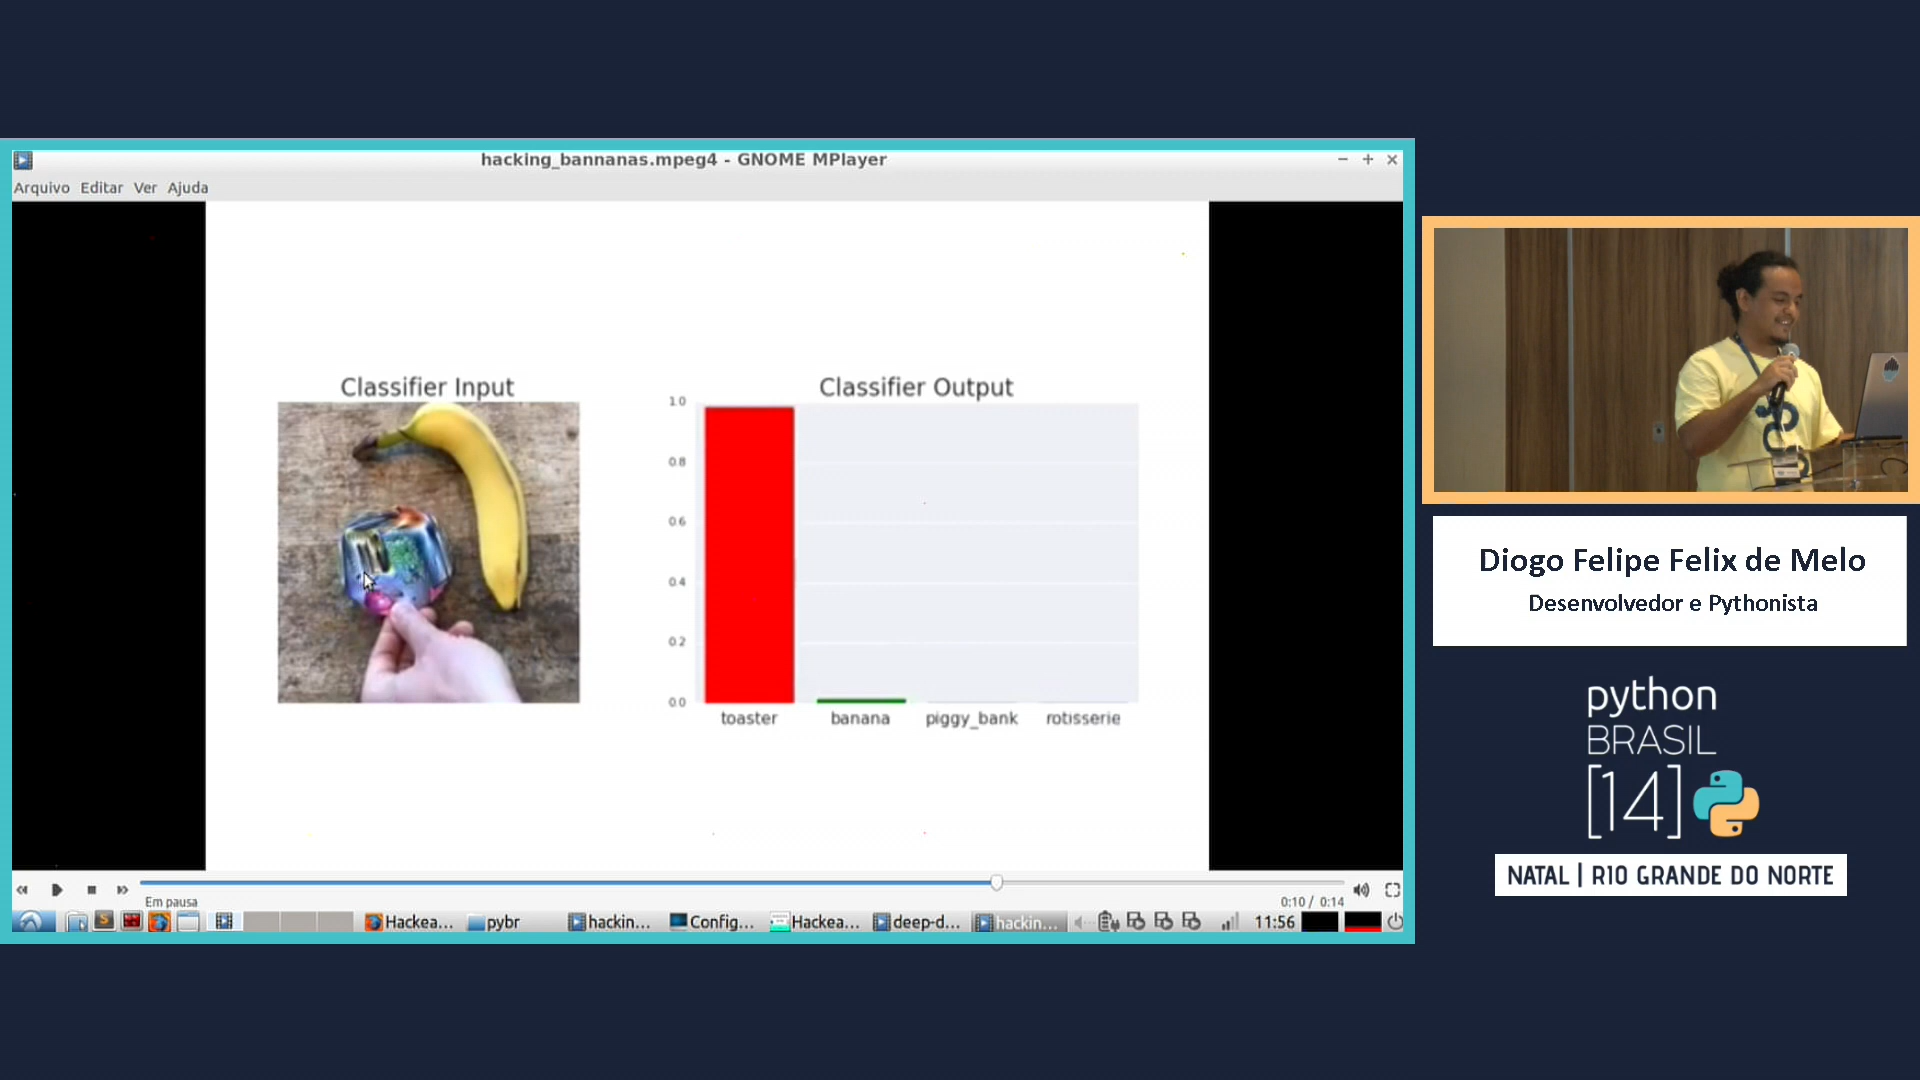 hacking_bannanas.mpeg4 - GNOME MPlayer
Arquivo Editar Ver Ajuda
Classifier Input
Classifier Output
1.0
0.8
0.6
0.4
0.2
0.0
toaster banana piggy_bank rotisserie
Em pausa
0:10 / 0:14
Hackea... pybr hackin... Config... Hackea... deep-d... hackin... 11:56
Diogo Felipe Felix de Melo
Desenvolvedor e Pythonista
python
BRASIL
[14]
NATAL | RIO GRANDE DO NORTE